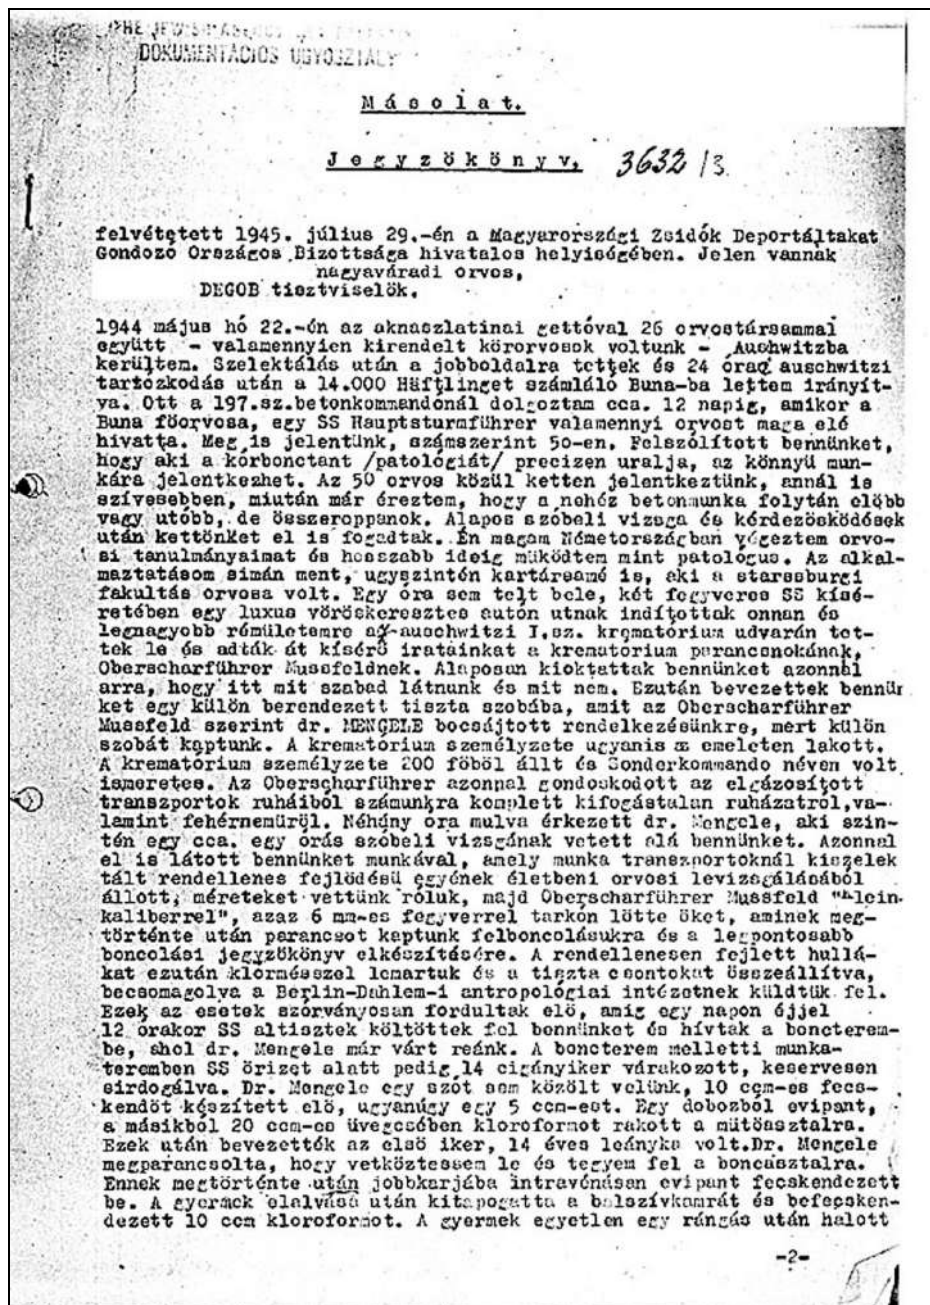 THE JEWISH AGENCY
DOKUMENTÁCIÓS ÜGYOSZTÁLY
Másolat.
Jegyzőkönyv, 3632/3
felvétetett 1945. július 29.-én a Magyarországi Zsidók Deportáltakat
Gondozó Országos Bizottsága hivatalos helyiségében. Jelen vannak
nagyaváradi orvos,
DEGOB tisztviselők.
1944 május hó 22.-én az aknaszlatinai gettóval 26 orvostársammal
együtt - valamennyien kirendelt körorvosok voltunk - Auchwitzba
kerültem. Szelektálás után a jobboldalra tettek és 24 órai auschwitzi
tartózkodás után a 14.000 Häftlinget számláló Buna-ba lettem irányít-
va. Ott a 197.sz.betonkommandónál dolgoztam cca. 12 napig, amikor a
Buna főorvosa, egy SS Hauptsturmführer valamennyi orvost maga elé
hivatta. Meg is jelentünk, számszerint 50-en. Felszólított bennünket,
hogy aki a kórbonctant /patológiát/ precizen uralja, az könnyű mun-
kára jelentkezhet. Az 50 orvos közül ketten jelentkeztünk, annál is
szívesebben, miután már éreztem, hogy a nehéz betonmunka folytán előbb
vagy utóbb, de összeroppanok. Alapos szóbeli vizsga és kérdezősködések
után kettőnket el is fogadtak. Én magam Németországban végeztem orvo-
si tanulmányaimat és hosszabb ideig működtem mint patológus. Az alkal-
maztatásom simán ment, ugyszintén kartársamé is, aki a starssburgi
fakultás orvosa volt. Egy óra sem telt bele, két fegyveres SS kísé-
retében egy luxus vöröskeresztes autón utnak indítottak onnan és
legnagyobb rémületemre az auschwitzi I.sz. krematórium udvarán tet-
tek le és adták át kísérő iratainkat a krematórium parancsnokának,
Oberscharführer Mussfeldnek. Alaposan kioktattak bennünket azonnal
arra, hogy itt mit szabad látnunk és mit nem. Ezután bevezettek bennün
ket egy külön berendezett tiszta szobába, amit az Oberscharführer
Mussfeld szerint dr. MENGELE bocsájtott rendelkezésünkre, mert külön
szobát kaptunk. A krematórium személyzete ugyanis az emeleten lakott.
A krematórium személyzete 200 főből állt és Sonderkommando néven volt
ismeretes. Az Oberscharführer azonnal gondoskodott az elgázosított
transzportok ruháiból számunkra komplett kifogástalan ruházatról,va-
lamint fehérneműről. Néhány óra mulva érkezett dr. Mengele, aki szin-
tén egy cca. egy órás szóbeli vizsgának vetett alá bennünket. Azonnal
el is látott bennünket munkával, amely munka transzportoknál kiszelek
tált rendellenes fejlődésü egyének életbeni orvosi levizsgálásából
állott, méreteket vettünk róluk, majd Oberscharführer Mussfeld "Klein-
kaliberrel", azaz 6 mm-es fegyverrel tarkón lőtte őket, aminek meg-
történte után parancsot kaptunk felboncolásukra és a legpontosabb
boncolási jegyzőkönyv elkészítésére. A rendellenesen fejlett hullá-
kat ezután klórmésszel lemartuk és a tiszta csontokat összeállítva,
becsomagolva a Berlin-Dahlem-i antropológiai intézetnek küldtük fel.
Ezek az esetek szórványosan fordultak elő, amig egy napon éjjel
12 órakor SS altisztek költöttek fel bennünket és hívtak a boncterem-
be, ahol dr. Mengele már várt reánk. A boncterem melletti munka-
teremben SS őrizet alatt pedig 14 cigányiker várakozott, keservesen
sirdogálva. Dr. Mengele egy szót sem közölt velünk, 10 ccm-es fecs-
kendőt készített elő, ugyanúgy egy 5 ccm-est. Egy dobozból evipant,
a másikból 20 ccm-es üvegcsében kloroformot rakott a műtőasztalra.
Ezek után bevezették az első iker, 14 éves leányka volt.Dr. Mengele
megparancsolta, hogy vetkőztessem le és tegyem fel a boncasztalra.
Ennek megtörténte után jobbkarjába intravénásan evipant fecskendezett
be. A gyermek elalvása után kitapogatta a balszívkamrát és befecsken-
dezett 10 ccm kloroformot. A gyermek egyetlen egy rángás után halott
-2-